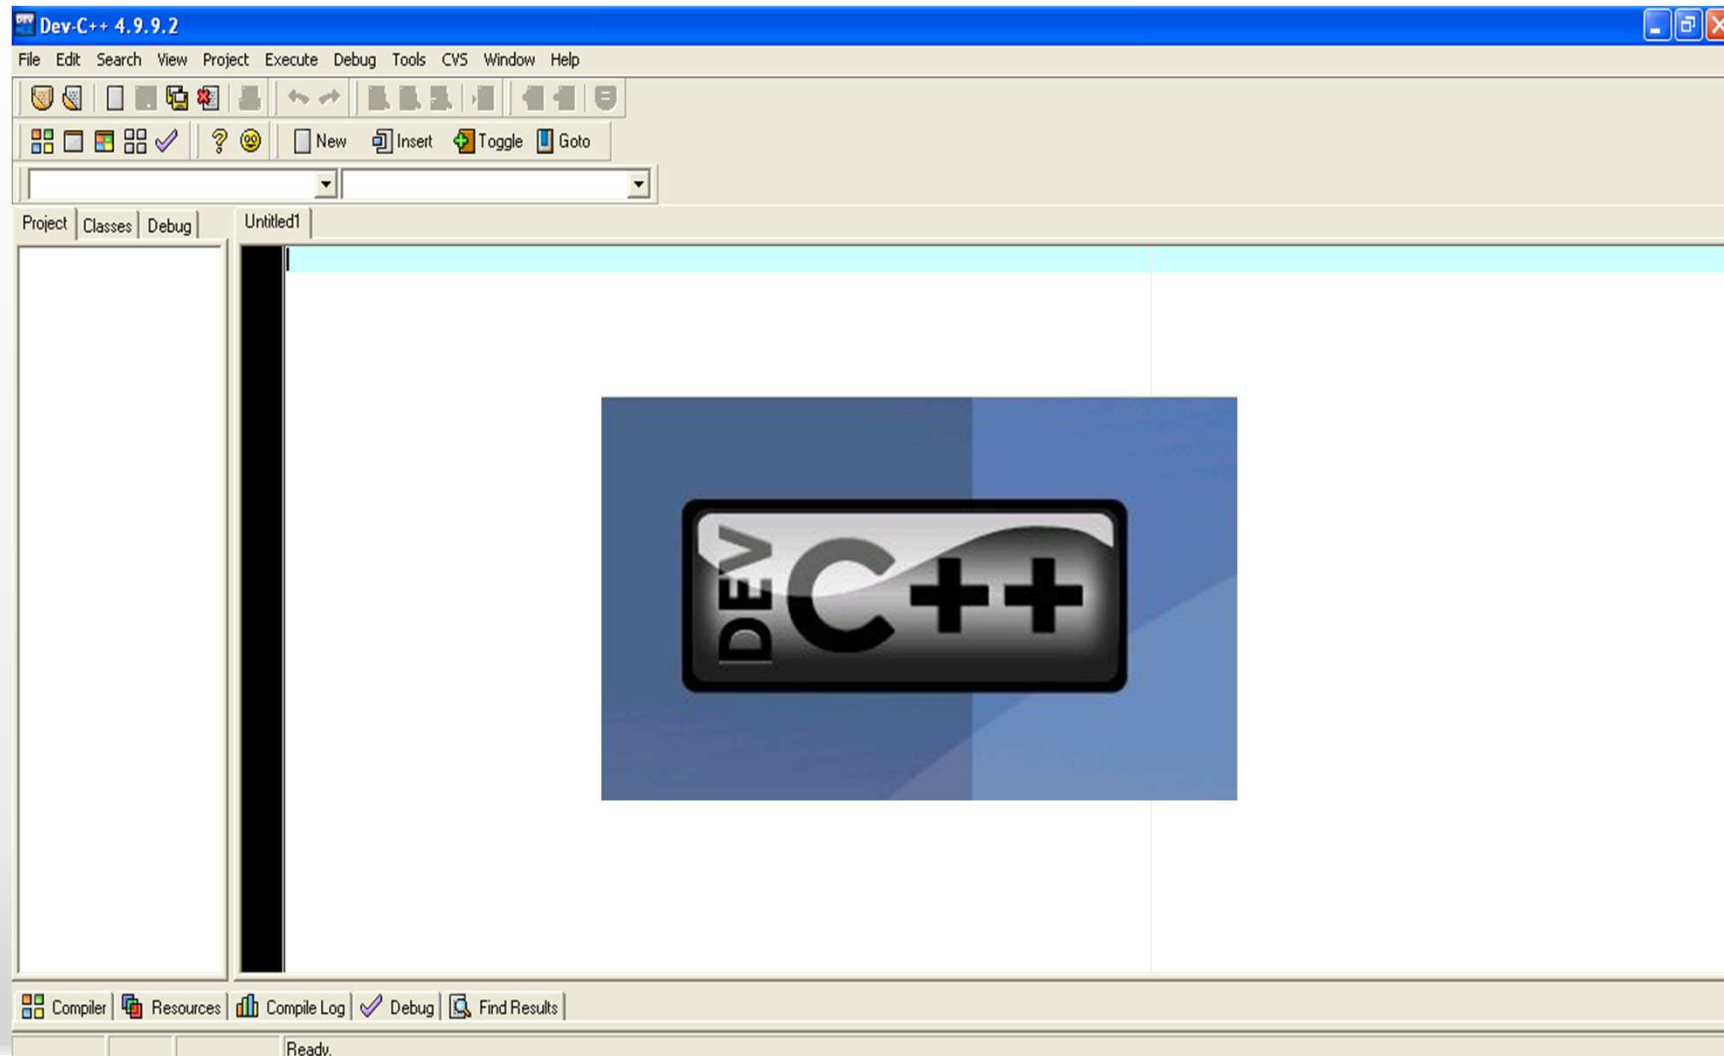 Dev-C++ 4.9.9.2
File Edit Search View Project Execute Debug Tools CVS Window Help
New Insert Toggle Goto
Project Classes Debug Untitled1
DEV C++
Compiler Resources Compile Log Debug Find Results
Ready.